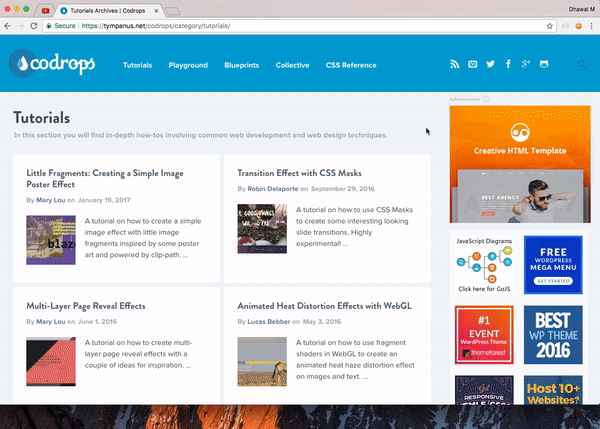 Tutorials Archives | Codrops
Dhawal M
Secure
https://tympanus.net/codrops/category/tutorials/
codrops
Tutorials
Playground
Blueprints
Collective
CSS Reference
Advertisement
Tutorials
In this section you will find in-depth how-tos involving common web development and web design techniques.
Little Fragments: Creating a Simple Image
Poster Effect
By Mary Lou on January 19, 2017
blaz
A tutorial on how to create a simple
image effect with little image
fragments inspired by some poster
art and powered by clip-path. ...
Transition Effect with CSS Masks
By Robin Delaporte on September 29, 2016
A tutorial on how to use CSS Masks
to create some interesting looking
slide transitions. Highly
experimental! ...
Multi-Layer Page Reveal Effects
By Mary Lou on June 1, 2016
A tutorial on how to create multi-
layer page reveal effects with a
couple of ideas for inspiration. ...
Animated Heat Distortion Effects with WebGL
By Lucas Bebber on May 3, 2016
A tutorial on how to use fragment
shaders in WebGL to create an
animated heat haze distortion effect
on images and text. ...
Creative HTML Template
BEST AGENCY
JavaScript Diagrams
Click here for GoJS
FREE
WORDPRESS
MEGA MENU
GET STARTED
#1
EVENT
WordPress Theme
themeforest
BEST
WP THEME
2016
RESPONSIVE
HTML5/CSS
Host 10+
Websites?